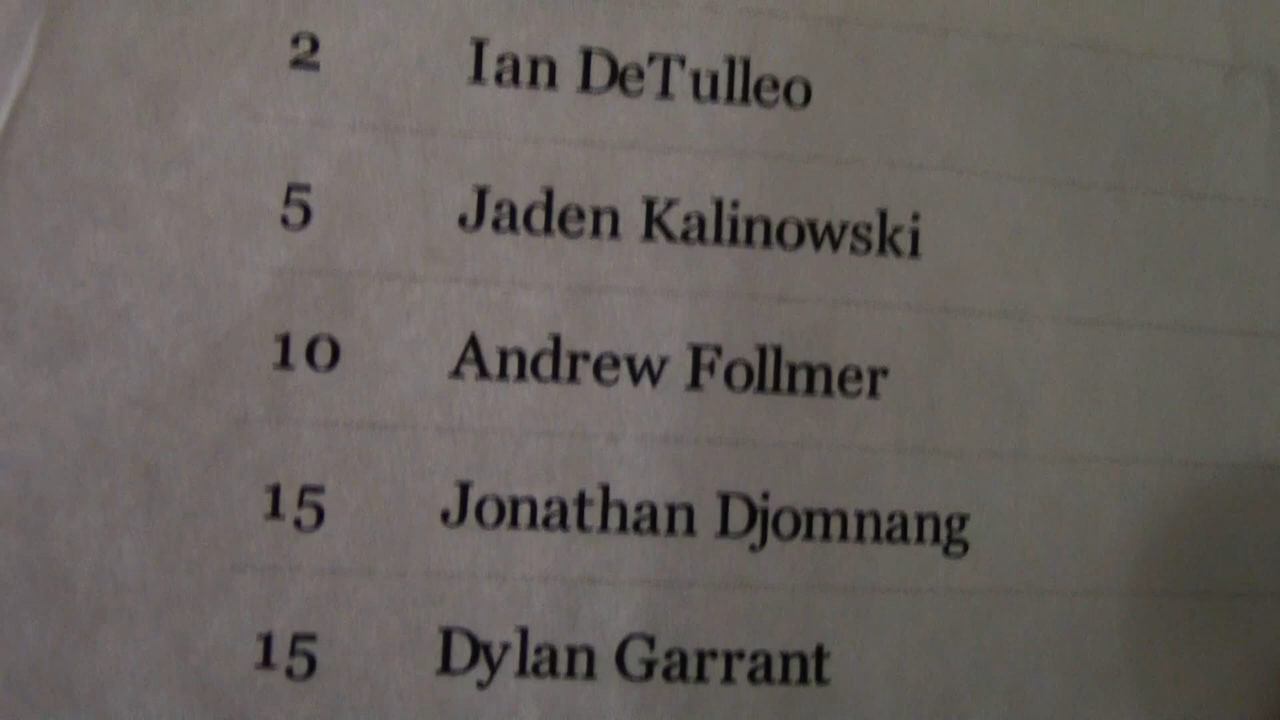 2 Ian DeTulleo
5 Jaden Kalinowski
10 Andrew Follmer
15 Jonathan Djomnang
15 Dylan Garrant